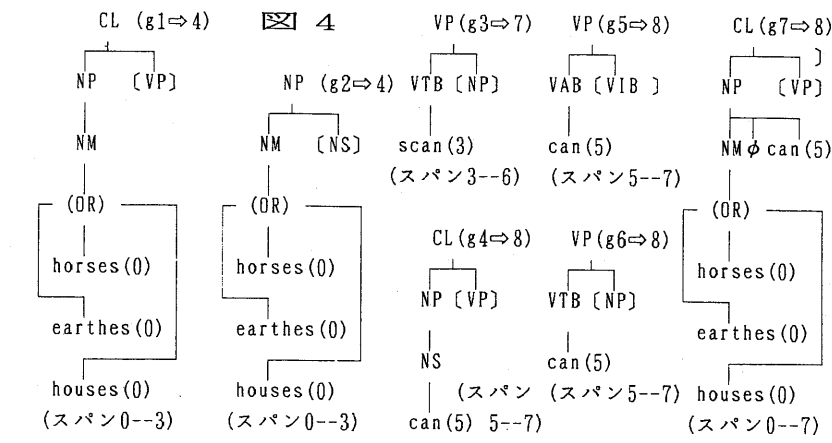 CL (g1⇒4) 図 4 VP(g3⇒7) VP(g5⇒8) CL(g7⇒8)
NP 〔VP〕 NP (g2⇒4) VTB〔NP〕 VAB〔VIB 〕 NP 〔VP〕
NM NM 〔NS〕 scan(3) can(5) NMφcan(5)
(スパン3--6) (スパン5--7)
(OR) (OR) (OR)
CL(g4⇒8) VP(g6⇒8)
horses(0) horses(0) horses(0)
NP〔VP〕 VTB〔NP〕
earthes(0) earthes(0) earthes(0)
NS can(5)
houses(0) houses(0) (スパン (スパン5--7) houses(0)
(スパン0--3) (スパン0--3) can(5) 5--7) (スパン0--7)